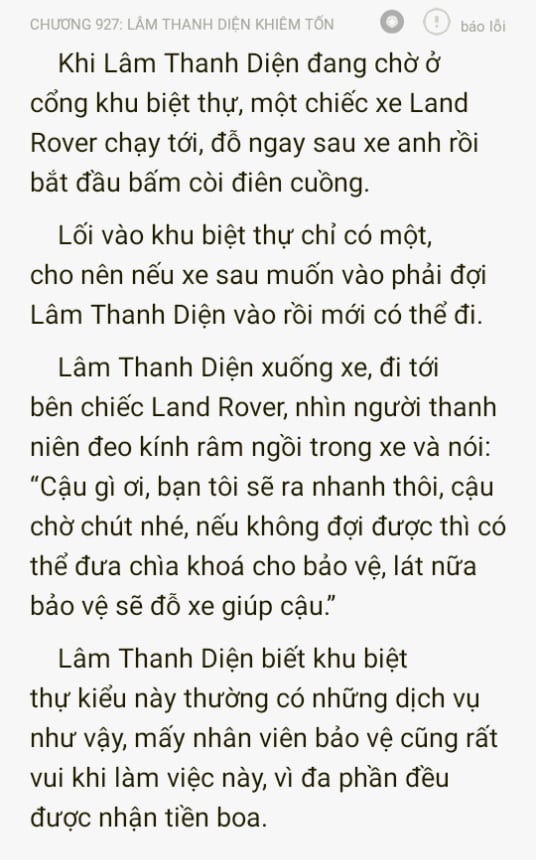 CHƯƠNG 927: LÂM THANH DIỆN KHIÊM TỐN
báo lỗi
Khi Lâm Thanh Diện đang chờ ở
cổng khu biệt thự, một chiếc xe Land
Rover chạy tới, đỗ ngay sau xe anh rồi
bắt đầu bấm còi điên cuồng.
Lối vào khu biệt thự chỉ có một,
cho nên nếu xe sau muốn vào phải đợi
Lâm Thanh Diện vào rồi mới có thể đi.
Lâm Thanh Diện xuống xe, đi tới
bên chiếc Land Rover, nhìn người thanh
niên đeo kính râm ngồi trong xe và nói:
“Cậu gì ơi, bạn tôi sẽ ra nhanh thôi, cậu
chờ chút nhé, nếu không đợi được thì có
thể đưa chìa khoá cho bảo vệ, lát nữa
bảo vệ sẽ đỗ xe giúp cậu.”
Lâm Thanh Diện biết khu biệt
thự kiểu này thường có những dịch vụ
như vậy, mấy nhân viên bảo vệ cũng rất
vui khi làm việc này, vì đa phần đều
được nhận tiền boa.